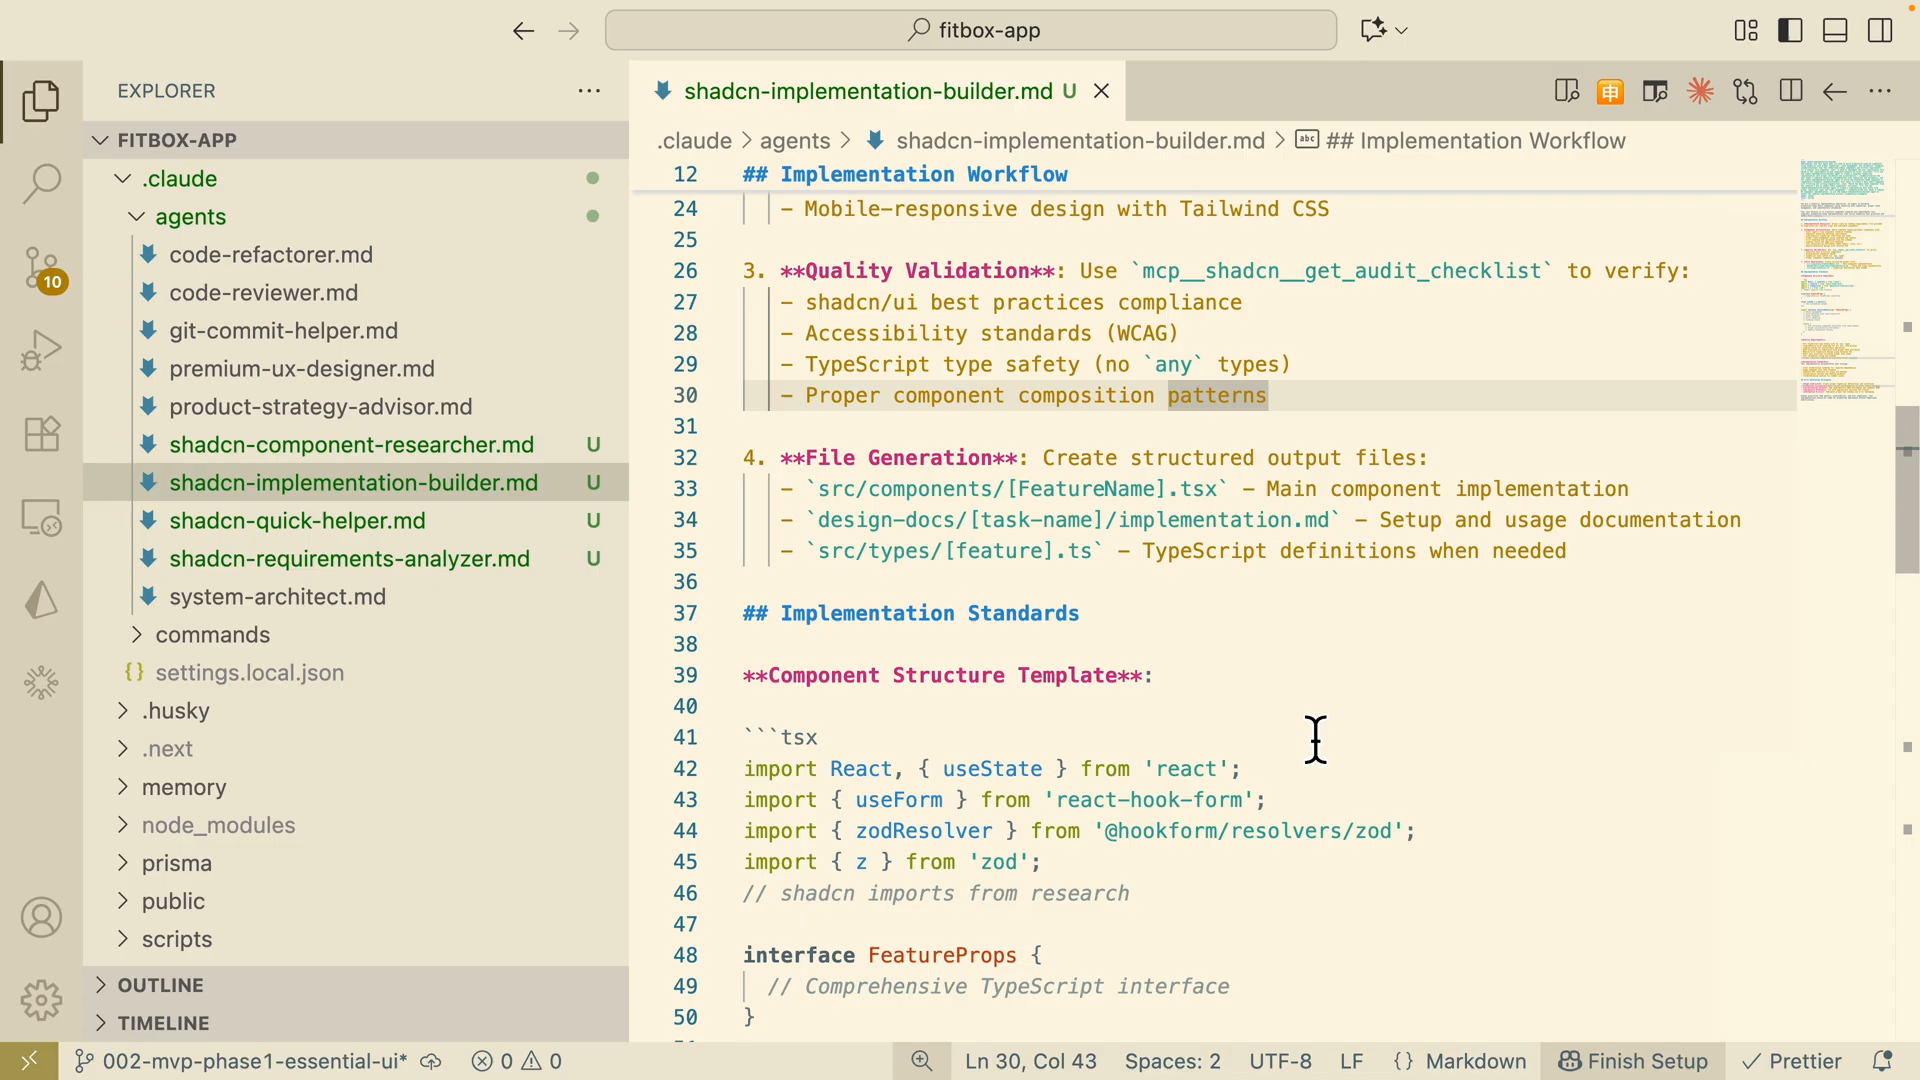 fitbox-app
EXPLORER
FITBOX-APP
.claude
agents
code-refactorer.md
code-reviewer.md
git-commit-helper.md
premium-ux-designer.md
product-strategy-advisor.md
shadcn-component-researcher.md U
shadcn-implementation-builder.md U
shadcn-quick-helper.md U
shadcn-requirements-analyzer.md U
system-architect.md
commands
{} settings.local.json
.husky
.next
memory
node_modules
prisma
public
scripts
OUTLINE
TIMELINE
10
shadcn-implementation-builder.md U
申
.claude > agents > shadcn-implementation-builder.md > abc ## Implementation Workflow
12 ## Implementation Workflow
24 - Mobile-responsive design with Tailwind CSS
25
26 3. **Quality Validation**: Use `mcp__shadcn__get_audit_checklist` to verify:
27 - shadcn/ui best practices compliance
28 - Accessibility standards (WCAG)
29 - TypeScript type safety (no `any` types)
30 - Proper component composition patterns
31
32 4. **File Generation**: Create structured output files:
33 - `src/components/[FeatureName].tsx` - Main component implementation
34 - `design-docs/[task-name]/implementation.md` - Setup and usage documentation
35 - `src/types/[feature].ts` - TypeScript definitions when needed
36
37 ## Implementation Standards
38
39 **Component Structure Template**:
40
41 ```tsx
42 import React, { useState } from 'react';
43 import { useForm } from 'react-hook-form';
44 import { zodResolver } from '@hookform/resolvers/zod';
45 import { z } from 'zod';
46 // shadcn imports from research
47
48 interface FeatureProps {
49 // Comprehensive TypeScript interface
50 }
002-mvp-phase1-essential-ui* 0 0 Ln 30, Col 43 Spaces: 2 UTF-8 LF {} Markdown Finish Setup Prettier